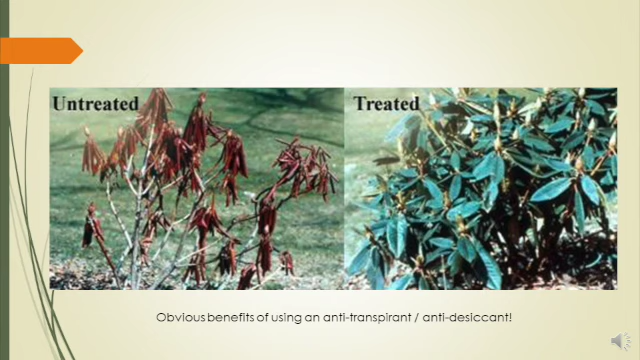 Untreated
Treated
Obvious benefits of using an anti-transpirant / anti-desiccant!